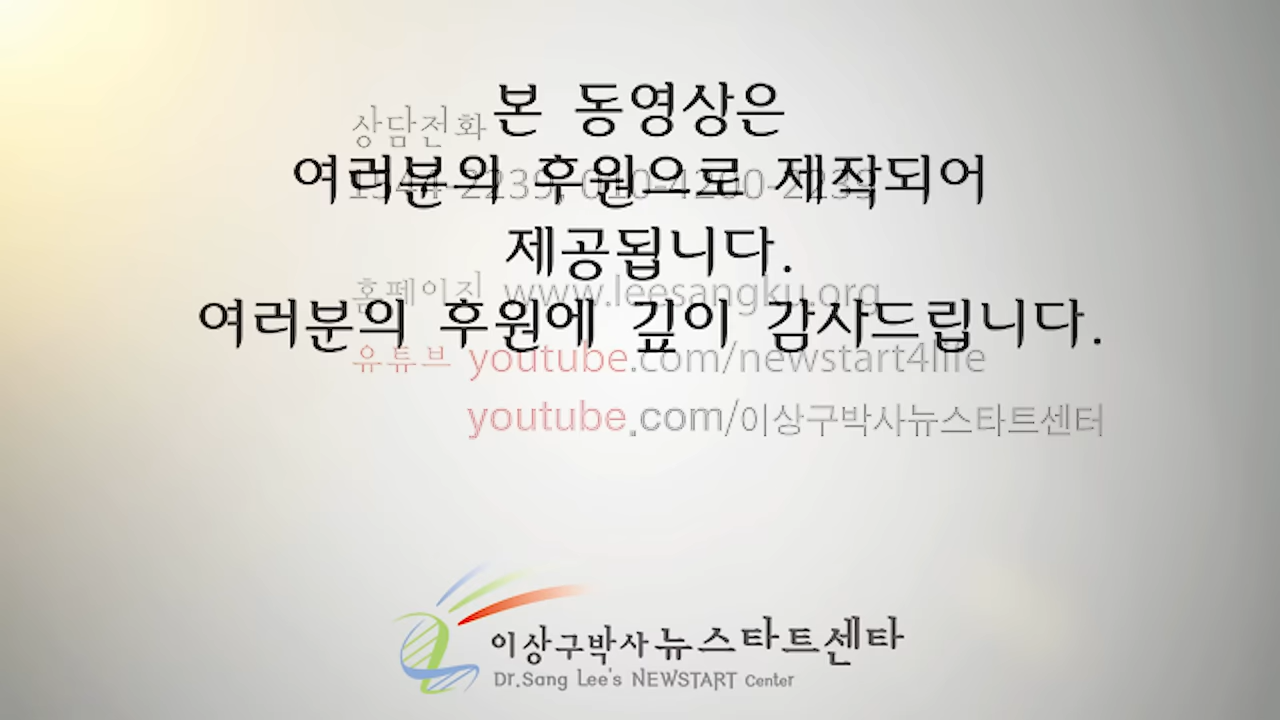 본 동영상은
여러분의 후원으로 제작되어
제공됩니다.
여러분의 후원에 깊이 감사드립니다.
상담전화
2239, 010-4200-2239
홈페이지 www.leesangku.org
유튜브 youtube.com/newstart4life
youtube.com/이상구박사뉴스타트센터
이상구박사 뉴스타트센타
Dr.Sang Lee's NEWSTART Center